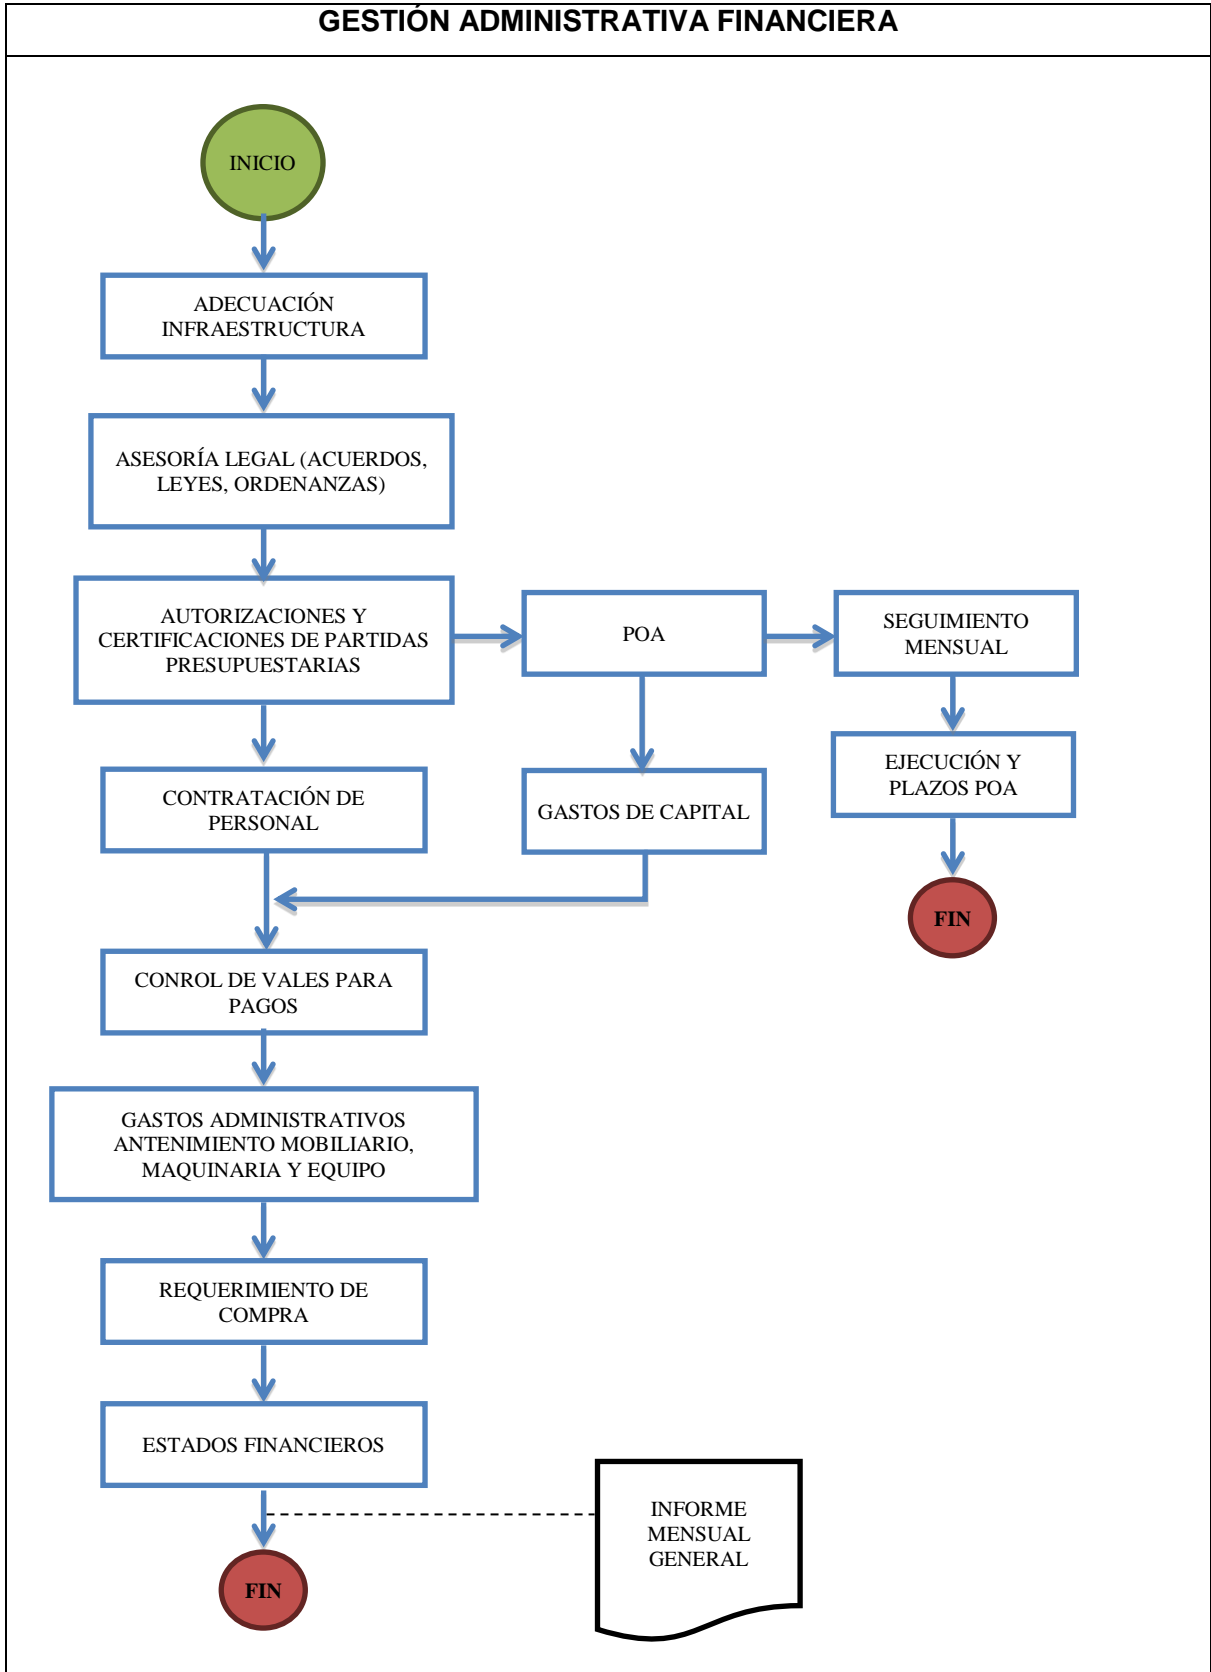 GESTIÓN ADMINISTRATIVA FINANCIERA
INICIO
ADECUACIÓN
INFRAESTRUCTURA
ASESORÍA LEGAL (ACUERDOS,
LEYES, ORDENANZAS)
AUTORIZACIONES Y
CERTIFICACIONES DE PARTIDAS
PRESUPUESTARIAS
POA
SEGUIMIENTO
MENSUAL
CONTRATACIÓN DE
PERSONAL
GASTOS DE CAPITAL
EJECUCIÓN Y
PLAZOS POA
FIN
CONROL DE VALES PARA
PAGOS
GASTOS ADMINISTRATIVOS
ANTENIMIENTO MOBILIARIO,
MAQUINARIA Y EQUIPO
REQUERIMIENTO DE
COMPRA
ESTADOS FINANCIEROS
INFORME
MENSUAL
GENERAL
FIN